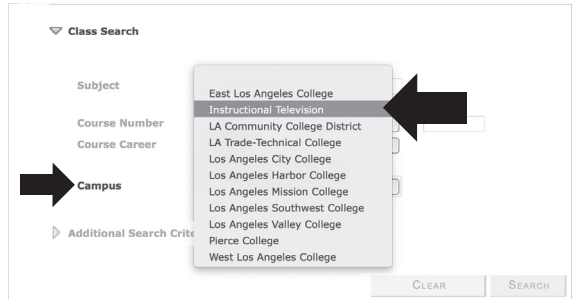 Class Search
Subject
East Los Angeles College
Instructional Television
Course Number
LA Community College District
Course Career
LA Trade-Technical College
Los Angeles City College
Los Angeles Harbor College
Campus
Los Angeles Mission College
Los Angeles Southwest College
Los Angeles Valley College
Additional Search Crite
Pierce College
West Los Angeles College
CLEAR SEARCH